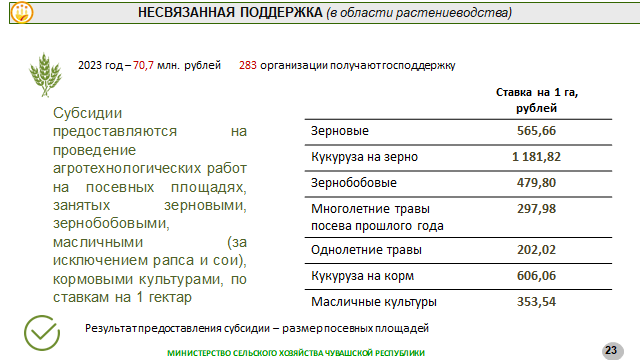 НЕСВЯЗАННАЯ ПОДДЕРЖКА (в области растениеводства)
2023 год – 70,7 млн. рублей 283 организации получают господдержку
Субсидии
предоставляются на
проведение
агротехнологических работ
на посевных площадях,
занятых зерновыми,
зернобобовыми,
масличными (за
исключением рапса и сои),
кормовыми культурами, по
ставкам на 1 гектар
Ставка на 1 га,
рублей
Зерновые 565,66
Кукуруза на зерно 1 181,82
Зернобобовые 479,80
Многолетние травы 297,98
посева прошлого года
Однолетние травы 202,02
Кукуруза на корм 606,06
Масличные культуры 353,54
Результат предоставления субсидии – размер посевных площадей
МИНИСТЕРСТВО СЕЛЬСКОГО ХОЗЯЙСТВА ЧУВАШСКОЙ РЕСПУБЛИКИ
23